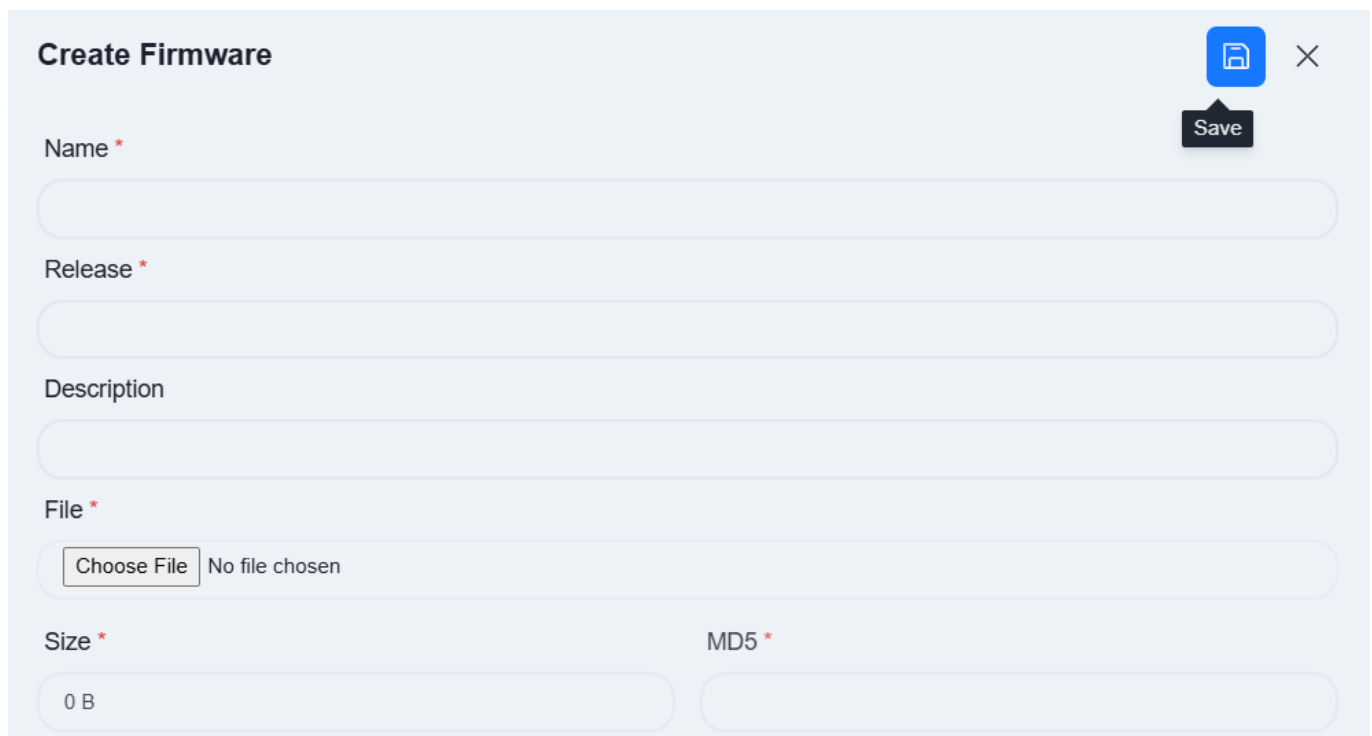 Create Firmware
Save
Name *
Release *
Description
File *
Choose File No file chosen
Size * MD5 *
0 B